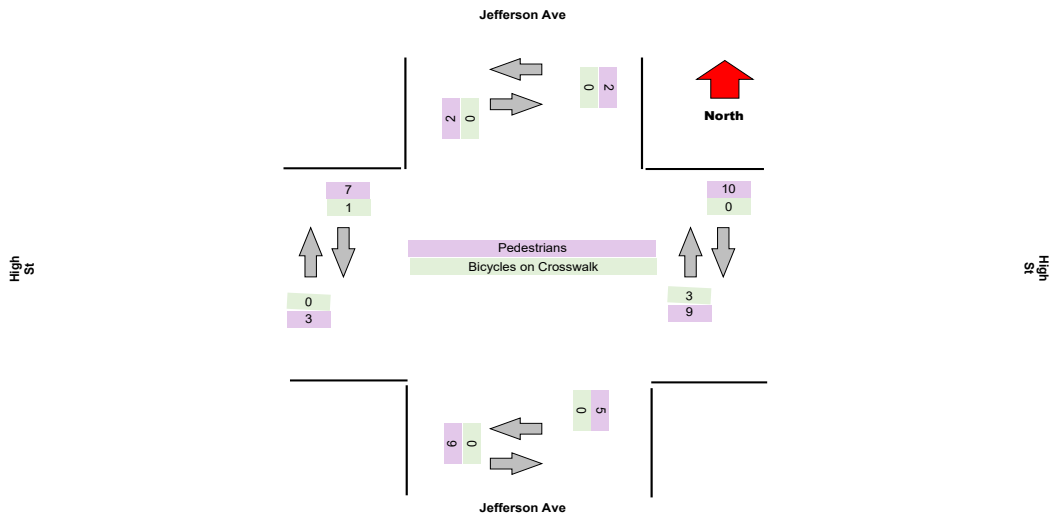 Jefferson Ave
0 2
North
2 0
7
1
10
0
High
St
Pedestrians
Bicycles on Crosswalk
High
St
0
3
3
9
0 5
9 0
Jefferson Ave